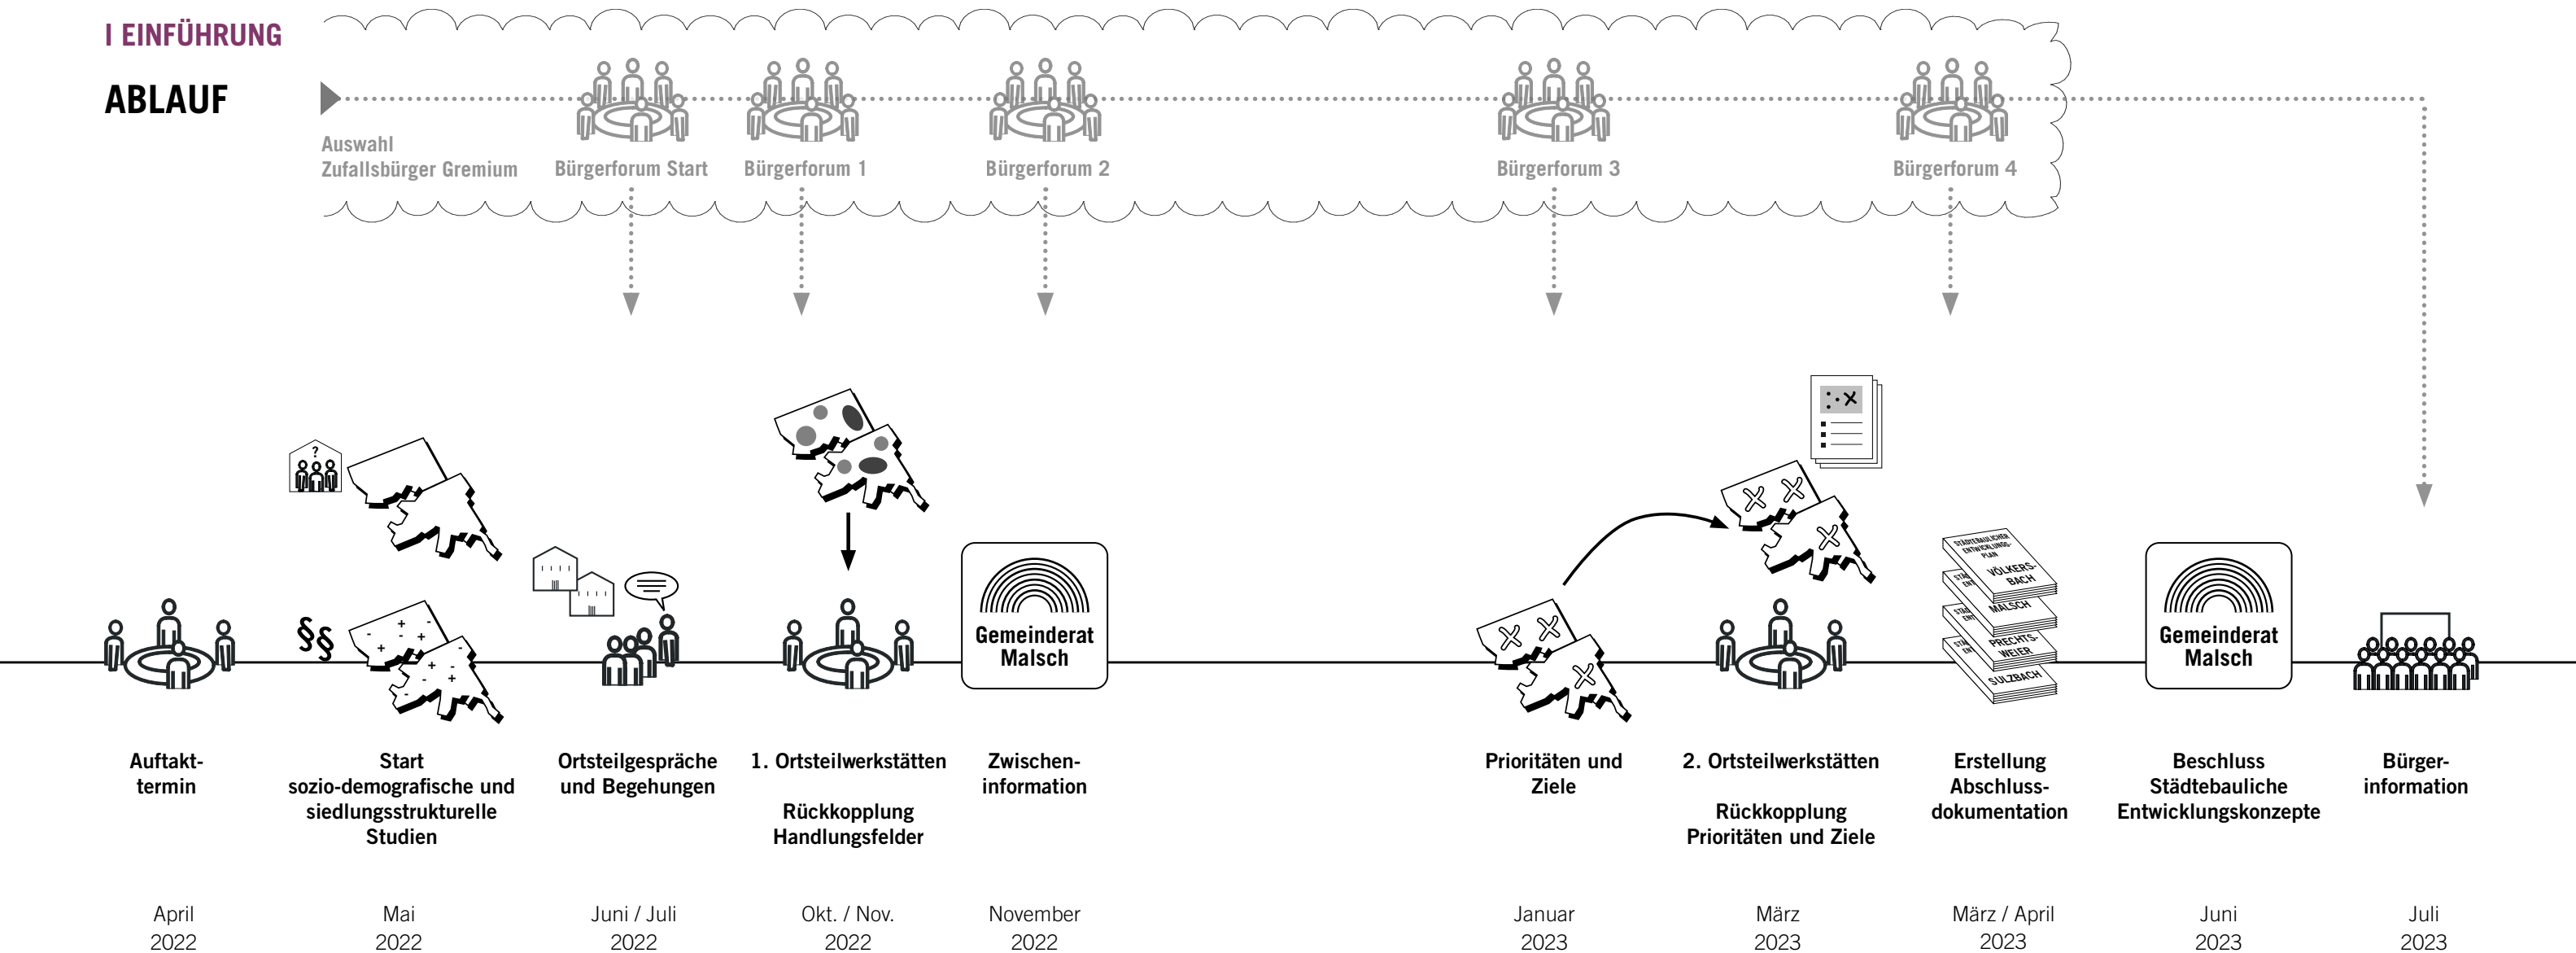 I EINFÜHRUNG
ABLAUF
Auswahl
Zufallsbürger Gremium
Bürgerforum Start
Bürgerforum 1
Bürgerforum 2
Bürgerforum 3
Bürgerforum 4
?
§§
Gemeinderat
Malsch
STÄDTEBAULICHER
ENTWICKLUNGS-
PLAN
VÖLKERS-
BACH
MALSCH
PRECHTS-
WEIER
SULZBACH
Gemeinderat
Malsch
Auftakt-
termin
Start
sozio-demografische und
siedlungsstrukturelle
Studien
Ortsteilgespräche
und Begehungen
1. Ortsteilwerkstätten
Rückkopplung
Handlungsfelder
Zwischen-
information
Prioritäten und
Ziele
2. Ortsteilwerkstätten
Rückkopplung
Prioritäten und Ziele
Erstellung
Abschluss-
dokumentation
Beschluss
Städtebauliche
Entwicklungskonzepte
Bürger-
information
April
2022
Mai
2022
Juni / Juli
2022
Okt. / Nov.
2022
November
2022
Januar
2023
März
2023
März / April
2023
Juni
2023
Juli
2023